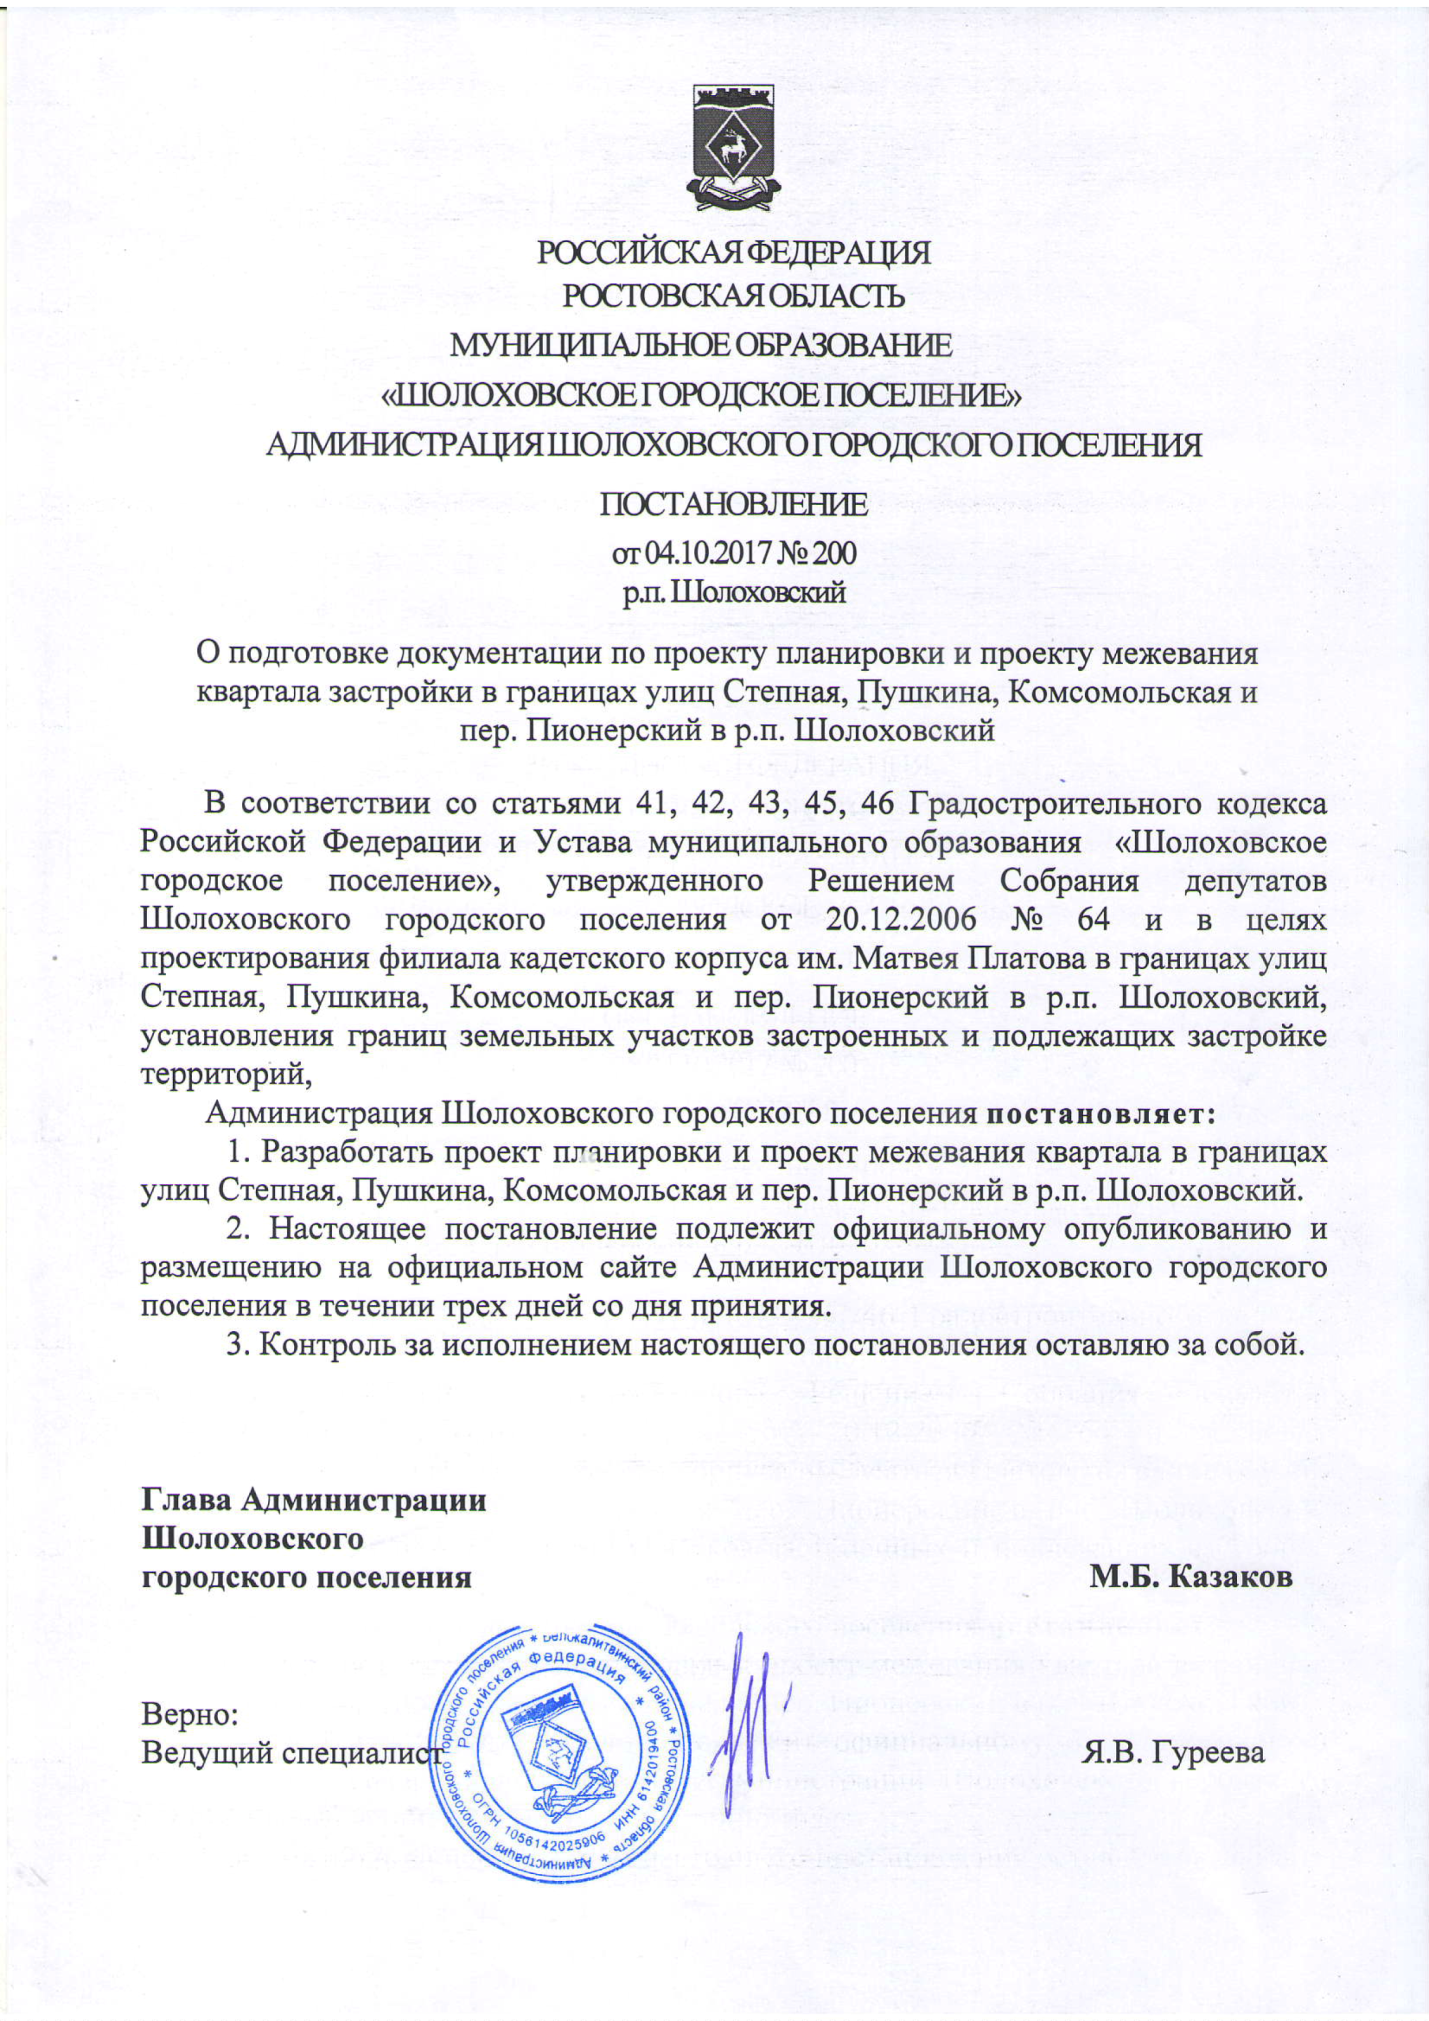 РОССИЙСКАЯ ФЕДЕРАЦИЯ
РОСТОВСКАЯ ОБЛАСТЬ
МУНИЦИПАЛЬНОЕ ОБРАЗОВАНИЕ
«ШОЛОХОВСКОЕ ГОРОДСКОЕ ПОСЕЛЕНИЕ»
АДМИНИСТРАЦИЯ ШОЛОХОВСКОГО ГОРОДСКОГО ПОСЕЛЕНИЯ
ПОСТАНОВЛЕНИЕ
от 04.10.2017 № 200
р.п. Шолоховский
О подготовке документации по проекту планировки и проекту межевания
квартала застройки в границах улиц Степная, Пушкина, Комсомольская и
пер. Пионерский в р.п. Шолоховский
В соответствии со статьями 41, 42, 43, 45, 46 Градостроительного кодекса
Российской Федерации и Устава муниципального образования «Шолоховское
городское поселение», утвержденного Решением Собрания депутатов
Шолоховского городского поселения от 20.12.2006 № 64 и в целях
проектирования филиала кадетского корпуса им. Матвея Платова в границах улиц
Степная, Пушкина, Комсомольская и пер. Пионерский в р.п. Шолоховский,
установления границ земельных участков застроенных и подлежащих застройке
территорий,
Администрация Шолоховского городского поселения постановляет:
1. Разработать проект планировки и проект межевания квартала в границах
улиц Степная, Пушкина, Комсомольская и пер. Пионерский в р.п. Шолоховский.
2. Настоящее постановление подлежит официальному опубликованию и
размещению на официальном сайте Администрации Шолоховского городского
поселения в течении трех дней со дня принятия.
3. Контроль за исполнением настоящего постановления оставляю за собой.
Глава Администрации
Шолоховского
городского поселения М.Б. Казаков
Верно:
Ведущий специалист Я.В. Гуреева
* Администрация Шолоховского городского поселения * Белокалитвинский район * Ростовская область
* Российская Федерация *
ОГРН 1056142025906 ИНН 6142019400